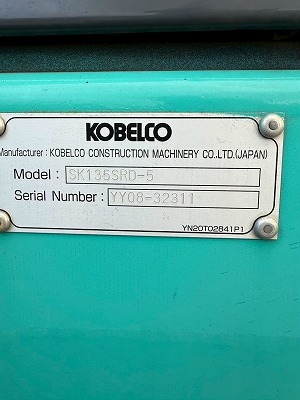 KOBELCO
Manufacturer : KOBELCO CONSTRUCTION MACHINERY CO.,LTD.(JAPAN)
Model : SK135SRD-5
Serial Number : YY08-32311
YN20T02841P1